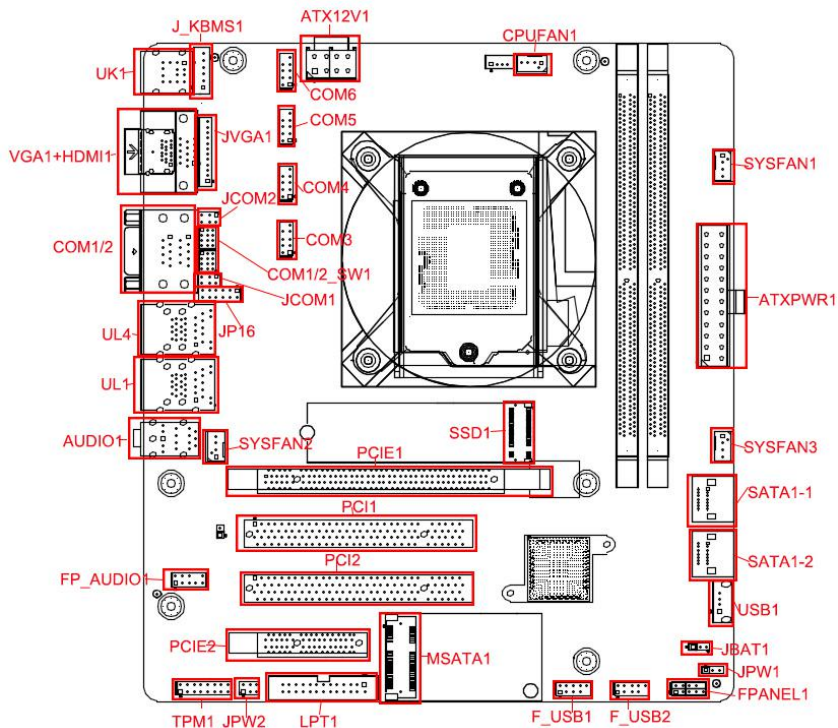 ATX12V1
J_KBMS1
CPUFAN1
UK1
COM6
COM5
JVGA1
VGA1+HDMI1
SYSFAN1
COM4
JCOM2
COM3
COM1/2
COM1/2_SW1
JCOM1
ATXPWR1
JP16
UL4
UL1
AUDIO1
SYSFAN2
SSD1
SYSFAN3
PCIE1
SATA1-1
PCI1
PCI2
SATA1-2
FP_AUDIO1
USB1
PCIE2
JBAT1
MSATA1
JPW1
FPANEL1
TPM1
JPW2
LPT1
F_USB1
F_USB2